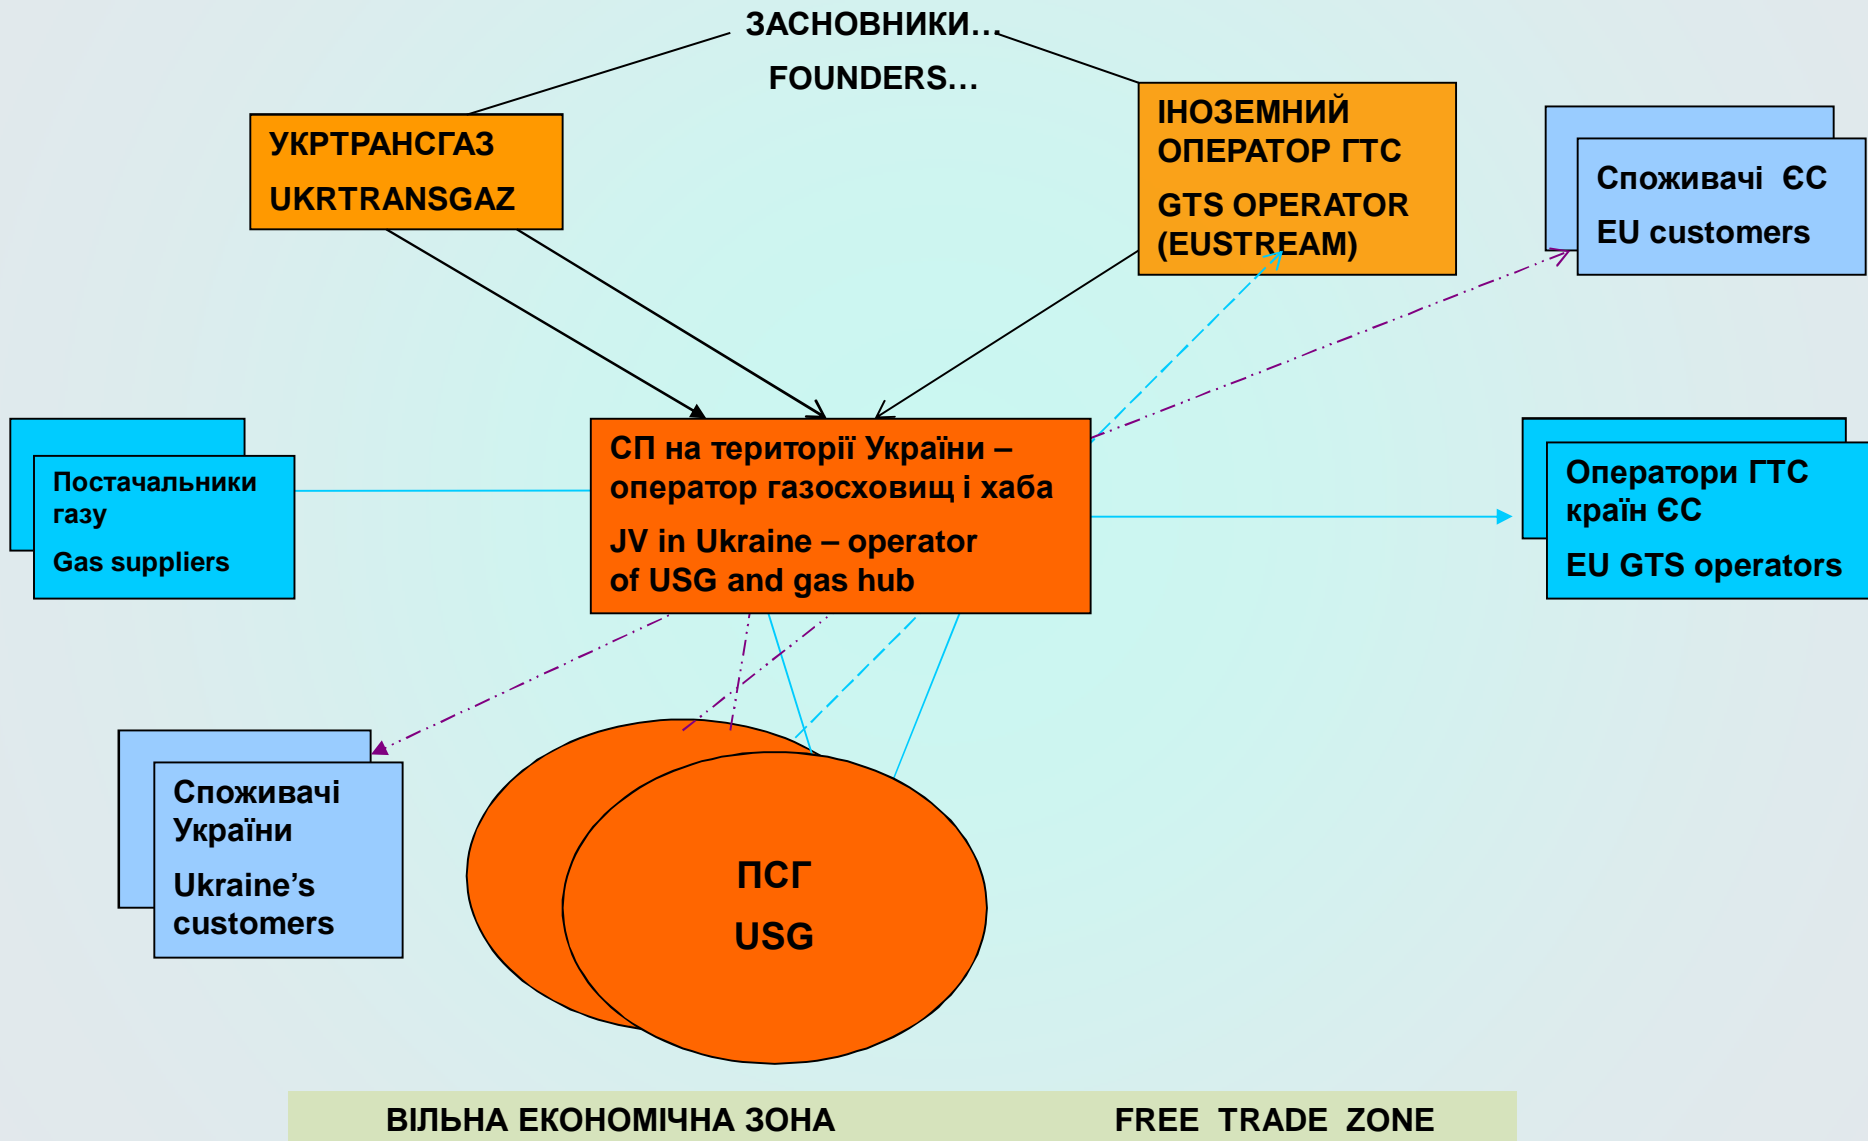 ЗАСНОВНИКИ…
FOUNDERS…
УКРТРАНСГАЗ
UKRTRANSGAZ
ІНОЗЕМНИЙ
ОПЕРАТОР ГТС
GTS OPERATOR
(EUSTREAM)
Споживачі ЄС
EU customers
Постачальники
газу
Gas suppliers
СП на території України –
оператор газосховищ і хаба
JV in Ukraine – operator
of USG and gas hub
Оператори ГТС
країн ЄС
EU GTS operators
Споживачі
України
Ukraine’s
customers
ПСГ
USG
ВІЛЬНА ЕКОНОМІЧНА ЗОНА FREE TRADE ZONE